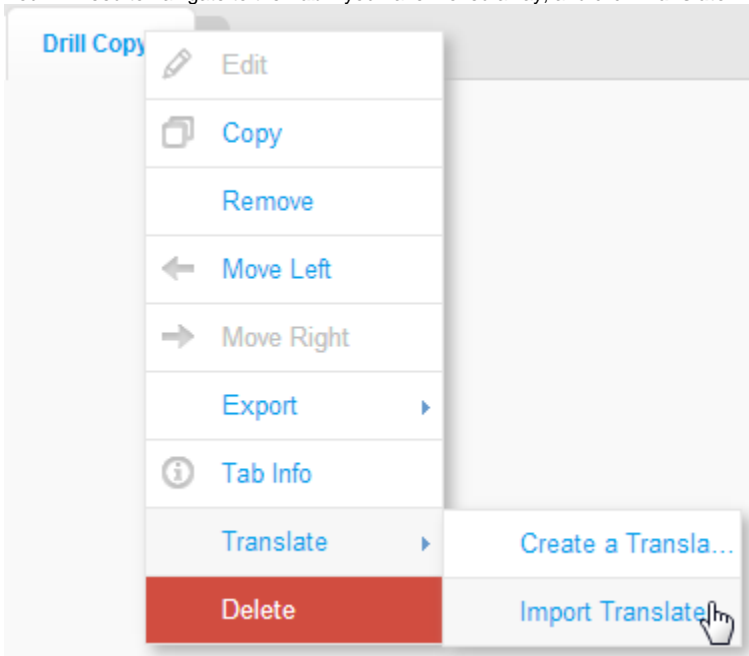 Drill Copy
Edit
Copy
Remove
Move Left
Move Right
Export
Tab Info
Translate
Create a Transla...
Delete
Import Translate